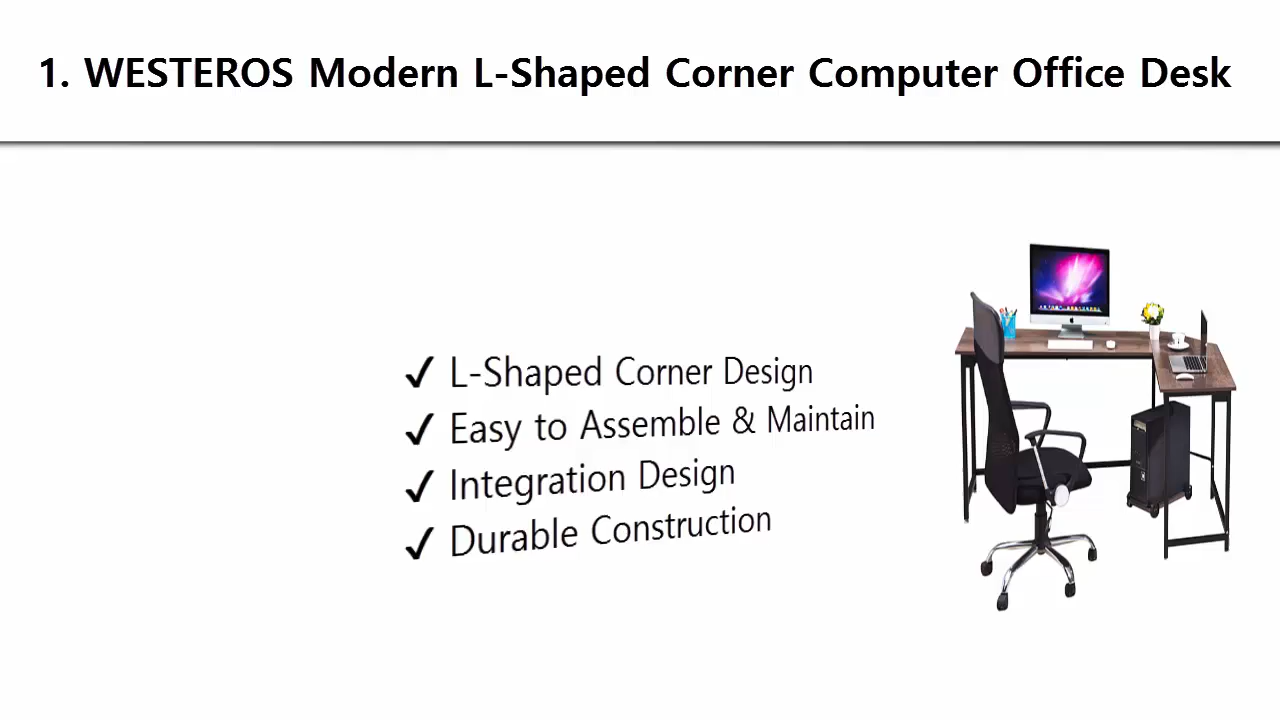 1. WESTEROS Modern L-Shaped Corner Computer Office Desk
✓ L-Shaped Corner Design
✓ Easy to Assemble & Maintain
✓ Integration Design
✓ Durable Construction